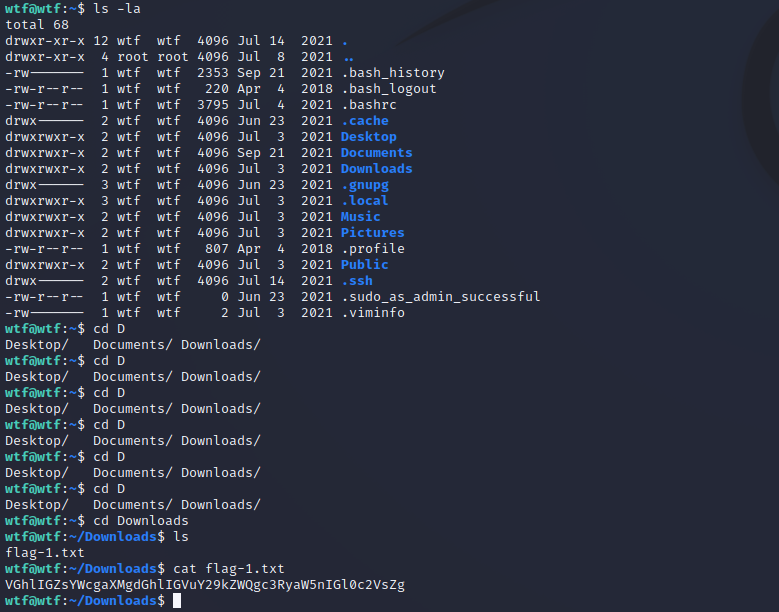 wtf@wtf:~$ ls -la
total 68
drwxr-xr-x 12 wtf  wtf  4096 Jul 14  2021 .
drwxr-xr-x  4 root root 4096 Jul  8  2021 ..
-rw-------  1 wtf  wtf  2353 Sep 21  2021 .bash_history
-rw-r--r--  1 wtf  wtf   220 Apr  4  2018 .bash_logout
-rw-r--r--  1 wtf  wtf  3795 Jul  4  2021 .bashrc
drwx------  2 wtf  wtf  4096 Jun 23  2021 .cache
drwxrwxr-x  2 wtf  wtf  4096 Jul  3  2021 Desktop
drwxrwxr-x  2 wtf  wtf  4096 Sep 21  2021 Documents
drwxrwxr-x  2 wtf  wtf  4096 Jul  3  2021 Downloads
drwx------  3 wtf  wtf  4096 Jun 23  2021 .gnupg
drwxrwxr-x  3 wtf  wtf  4096 Jul  3  2021 .local
drwxrwxr-x  2 wtf  wtf  4096 Jul  3  2021 Music
drwxrwxr-x  2 wtf  wtf  4096 Jul  3  2021 Pictures
-rw-r--r--  1 wtf  wtf   807 Apr  4  2018 .profile
drwxrwxr-x  2 wtf  wtf  4096 Jul  3  2021 Public
drwx------  2 wtf  wtf  4096 Jul 14  2021 .ssh
-rw-r--r--  1 wtf  wtf     0 Jun 23  2021 .sudo_as_admin_successful
-rw-------  1 wtf  wtf     2 Jul  3  2021 .viminfo
wtf@wtf:~$ cd D
Desktop/   Documents/ Downloads/
wtf@wtf:~$ cd D
Desktop/   Documents/ Downloads/
wtf@wtf:~$ cd D
Desktop/   Documents/ Downloads/
wtf@wtf:~$ cd D
Desktop/   Documents/ Downloads/
wtf@wtf:~$ cd D
Desktop/   Documents/ Downloads/
wtf@wtf:~$ cd D
Desktop/   Documents/ Downloads/
wtf@wtf:~$ cd Downloads
wtf@wtf:~/Downloads$ ls
flag-1.txt
wtf@wtf:~/Downloads$ cat flag-1.txt
VGhlIGZsYWcgaXMgdGhlIGVuY29kZWQgc3RyaW5nIGl0c2VsZg
wtf@wtf:~/Downloads$